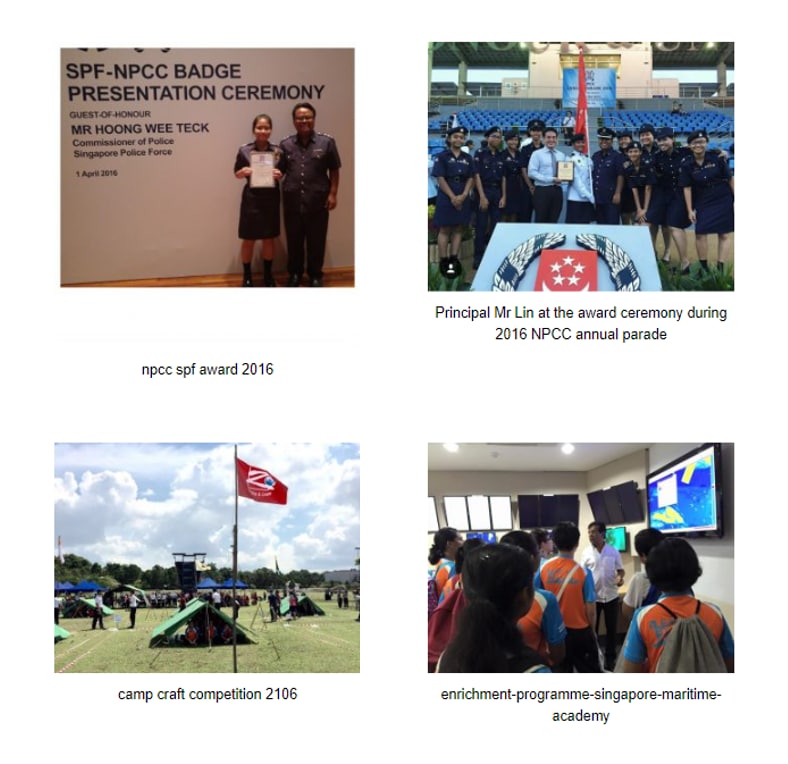 SPF-NPCC BADGE
PRESENTATION CEREMONY
GUEST-OF-HONOUR
MR HOONG WEE TECK
Commissioner of Police
Singapore Police Force
1 April 2016
Principal Mr Lin at the award ceremony during
2016 NPCC annual parade
npcc spf award 2016
camp craft competition 2106
enrichment-programme-singapore-maritime-
academy